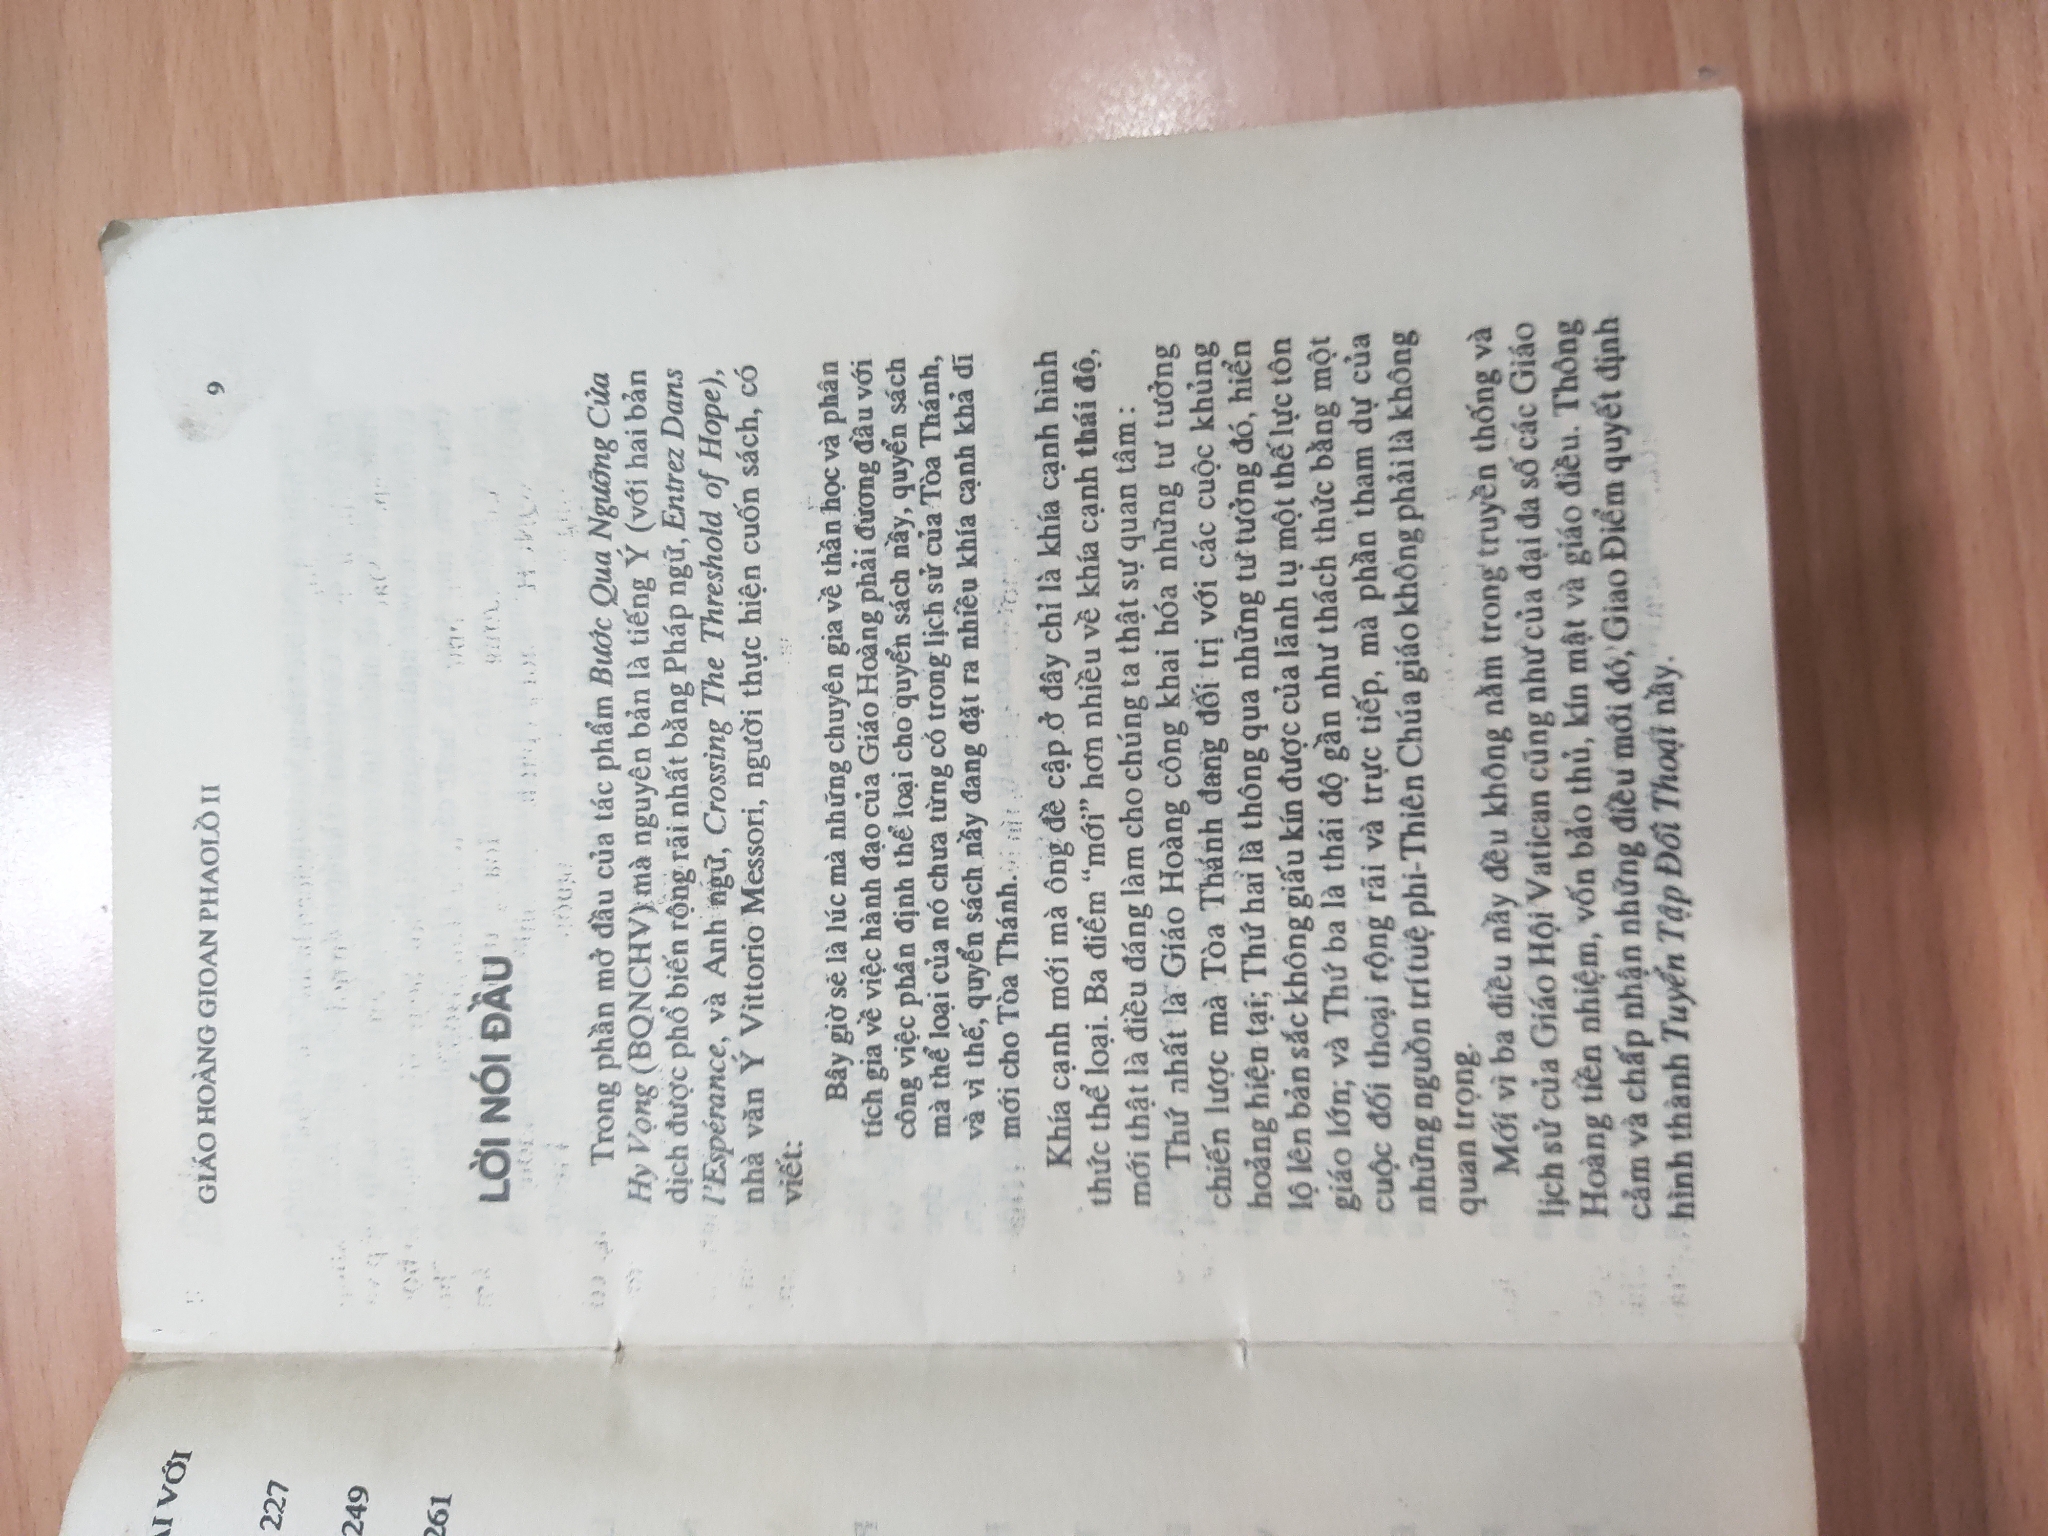 GIÁO HOÀNG GIOAN PHAOLÔ II 9
LỜI NÓI ĐẦU
Trong phần mở đầu của tác phẩm Bước Qua Ngưỡng Cửa
Hy Vọng (BQNCHV) mà nguyên bản là tiếng Ý (với hai bản
dịch được phổ biến rộng rãi nhất bằng Pháp ngữ, Entrez Dans
l'Espérance, và Anh ngữ, Crossing The Threshold of Hope),
nhà văn Ý Vittorio Messori, người thực hiện cuốn sách, có
viết:
Bây giờ sẽ là lúc mà những chuyên gia về thần học và phân
tích gia về việc hành đạo của Giáo Hoàng phải đương đầu với
công việc phân định thể loại cho quyển sách này, quyển sách
mà thể loại của nó chưa từng có trong lịch sử của Tòa Thánh,
và vì thế, quyển sách nầy đang đặt ra nhiều khía cạnh khả dĩ
mới cho Tòa Thánh.
Khía cạnh mới mà ông đề cập ở đây chỉ là khía cạnh hình
thức thể loại. Ba điểm “mới” hơn nhiều về khía cạnh thái độ,
mới thật là điều đáng làm cho chúng ta thật sự quan tâm :
Thứ nhất là Giáo Hoàng công khai hóa những tư tưởng
chiến lược mà Tòa Thánh đang đối trị với các cuộc khủng
hoảng hiện tại; Thứ hai là thông qua những tư tưởng đó, hiển
lộ lên bản sắc không giấu kín được của lãnh tụ một thế lực tôn
giáo lớn; và Thứ ba là thái độ gần như thách thức bằng một
cuộc đối thoại rộng rãi và trực tiếp, mà phần tham dự của
những nguồn trí tuệ phi-Thiên Chúa giáo không phải là không
quan trọng.
Mới vì ba điều nầy đều không nằm trong truyền thống và
lịch sử của Giáo Hội Vatican cũng như của đại đa số các Giáo
Hoàng tiền nhiệm, vốn bảo thủ, kín mật và giáo điều. Thông
cảm và chấp nhận những điều mới đó, Giao Điểm quyết định
hình thành Tuyển Tập Đối Thoại nầy.
VỚI
227
249
261